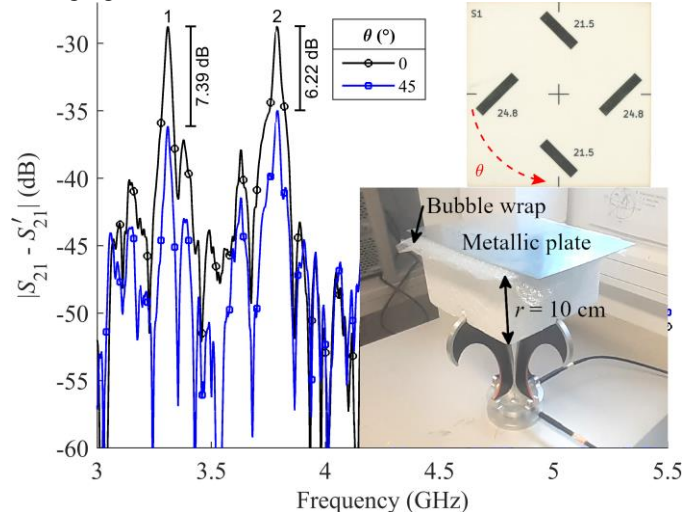 1
2
-30
-35
-40
-45
-50
-55
-60
7.39 dB
6.22 dB
θ (°)
0
45
S1
21.5
24.8
24.8
21.5
θ
Bubble wrap
Metallic plate
r = 10 cm
|S21 - S'21| (dB)
3
3.5
4
4.5
5
5.5
Frequency (GHz)